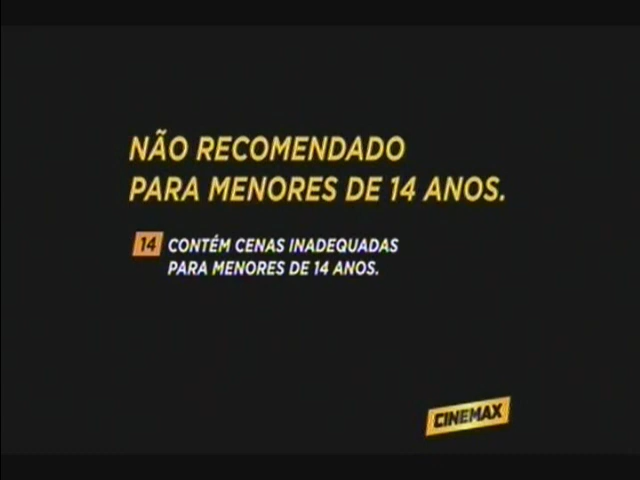 NÃO RECOMENDADO
PARA MENORES DE 14 ANOS.
14 CONTÉM CENAS INADEQUADAS
PARA MENORES DE 14 ANOS.
CINEMAX